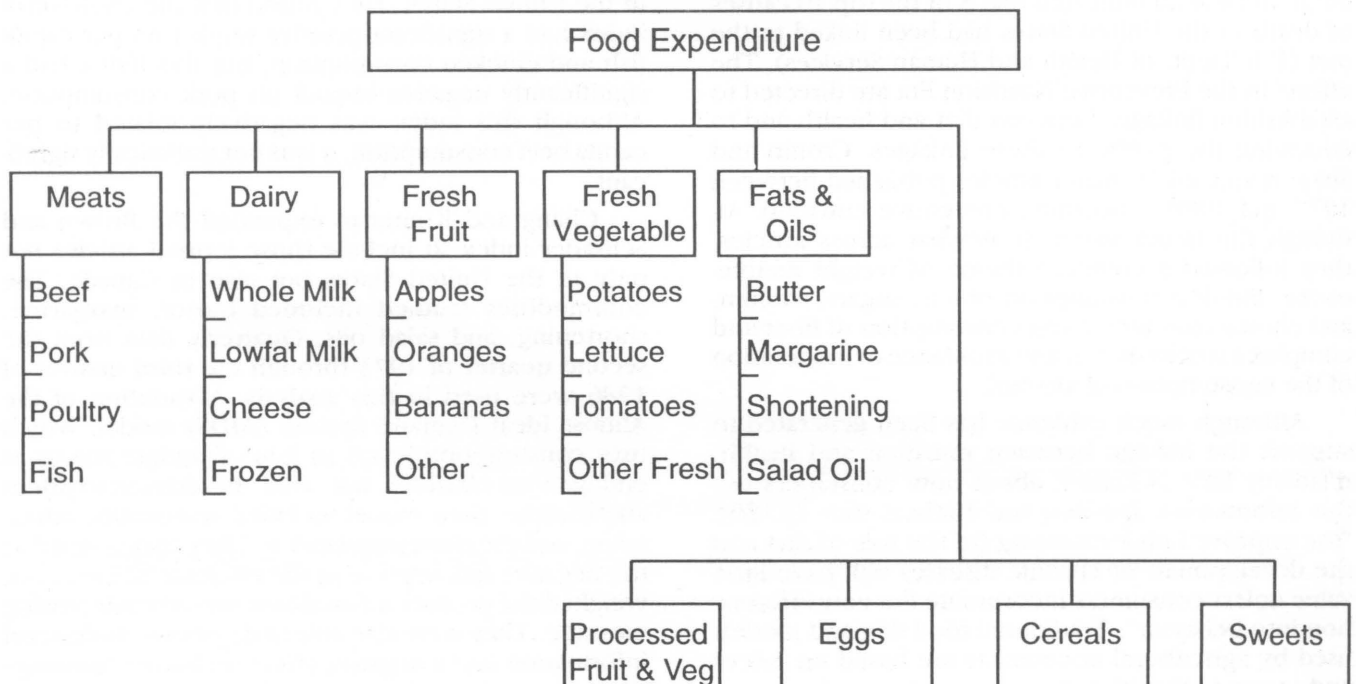 Food Expenditure
Meats
Dairy
Fresh
Fruit
Fresh
Vegetable
Fats &
Oils
Beef
Pork
Poultry
Fish
Whole Milk
Lowfat Milk
Cheese
Frozen
Apples
Oranges
Bananas
Other
Potatoes
Lettuce
Tomatoes
Other Fresh
Butter
Margarine
Shortening
Salad Oil
Processed
Fruit & Veg
Eggs
Cereals
Sweets